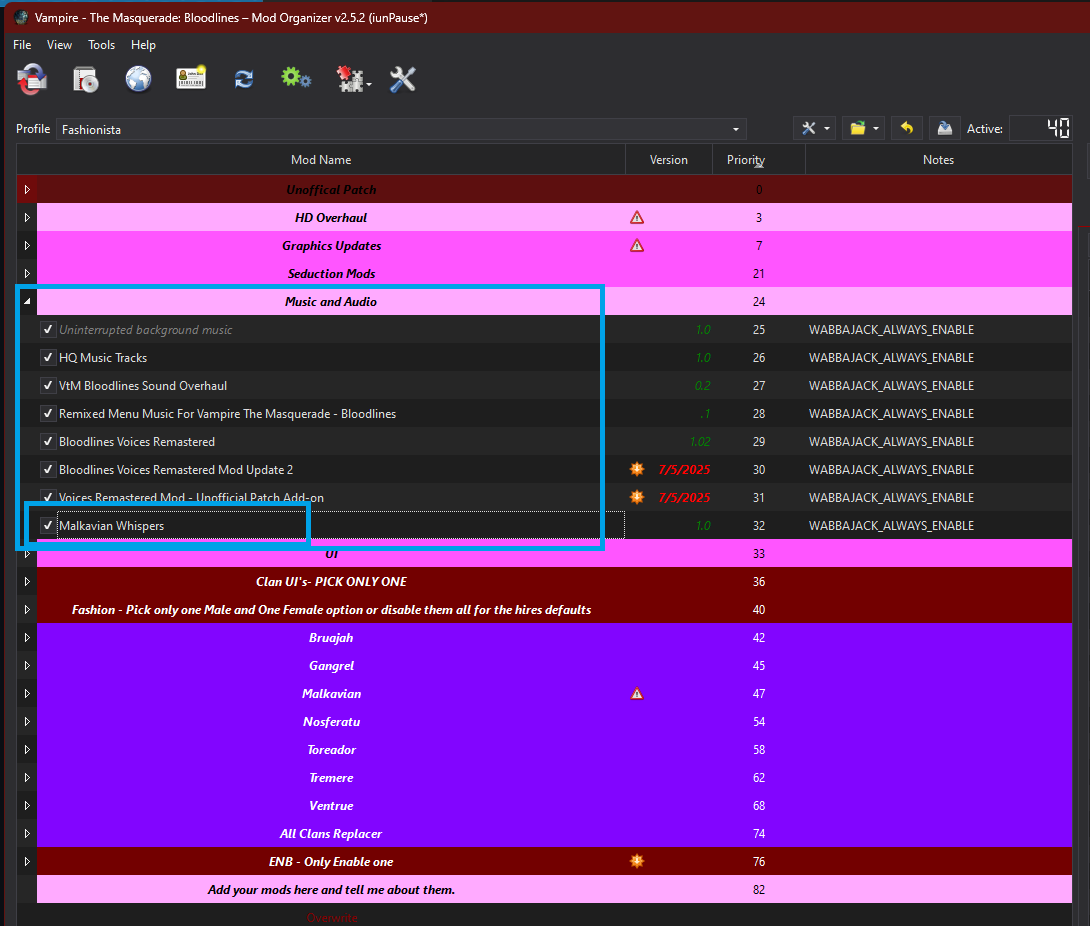 Vampire - The Masquerade: Bloodlines – Mod Organizer v2.5.2 (iunPause*)
File View Tools Help
Profile Fashionista Active: 40
Mod Name Version Priority Notes
Unoffical Patch 0
HD Overhaul 3
Graphics Updates 7
Seduction Mods 21
Music and Audio 24
Uninterrupted background music 1.0 25 WABBAJACK_ALWAYS_ENABLE
HQ Music Tracks 1.0 26 WABBAJACK_ALWAYS_ENABLE
VtM Bloodlines Sound Overhaul 0.2 27 WABBAJACK_ALWAYS_ENABLE
Remixed Menu Music For Vampire The Masquerade - Bloodlines .1 28 WABBAJACK_ALWAYS_ENABLE
Bloodlines Voices Remastered 1.02 29 WABBAJACK_ALWAYS_ENABLE
Bloodlines Voices Remastered Mod Update 2 7/5/2025 30 WABBAJACK_ALWAYS_ENABLE
Voices Remastered Mod - Unofficial Patch Add-on 7/5/2025 31 WABBAJACK_ALWAYS_ENABLE
Malkavian Whispers 1.0 32 WABBAJACK_ALWAYS_ENABLE
UI 33
Clan UI's- PICK ONLY ONE 36
Fashion - Pick only one Male and One Female option or disable them all for the hires defaults 40
Bruajah 42
Gangrel 45
Malkavian 47
Nosferatu 54
Toreador 58
Tremere 62
Ventrue 68
All Clans Replacer 74
ENB - Only Enable one 76
Add your mods here and tell me about them. 82
Overwrite